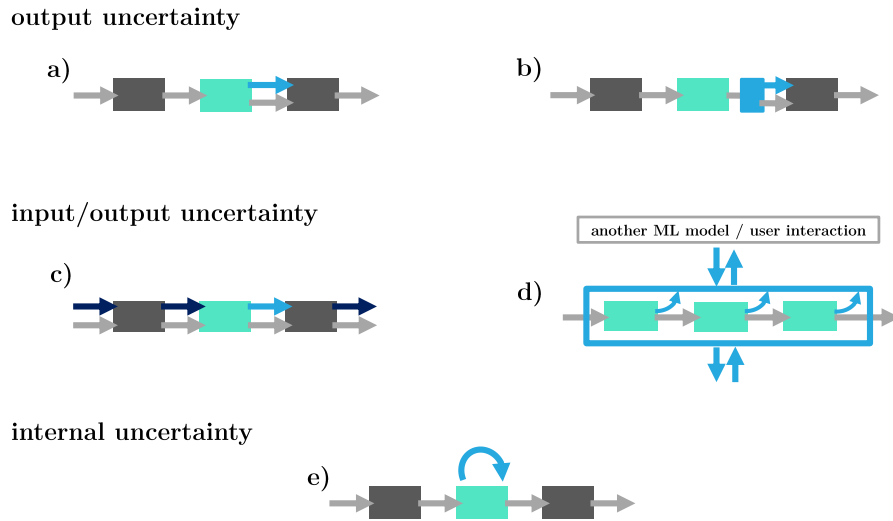 output uncertainty
a)
b)
input/output uncertainty
another ML model / user interaction
c)
d)
internal uncertainty
e)